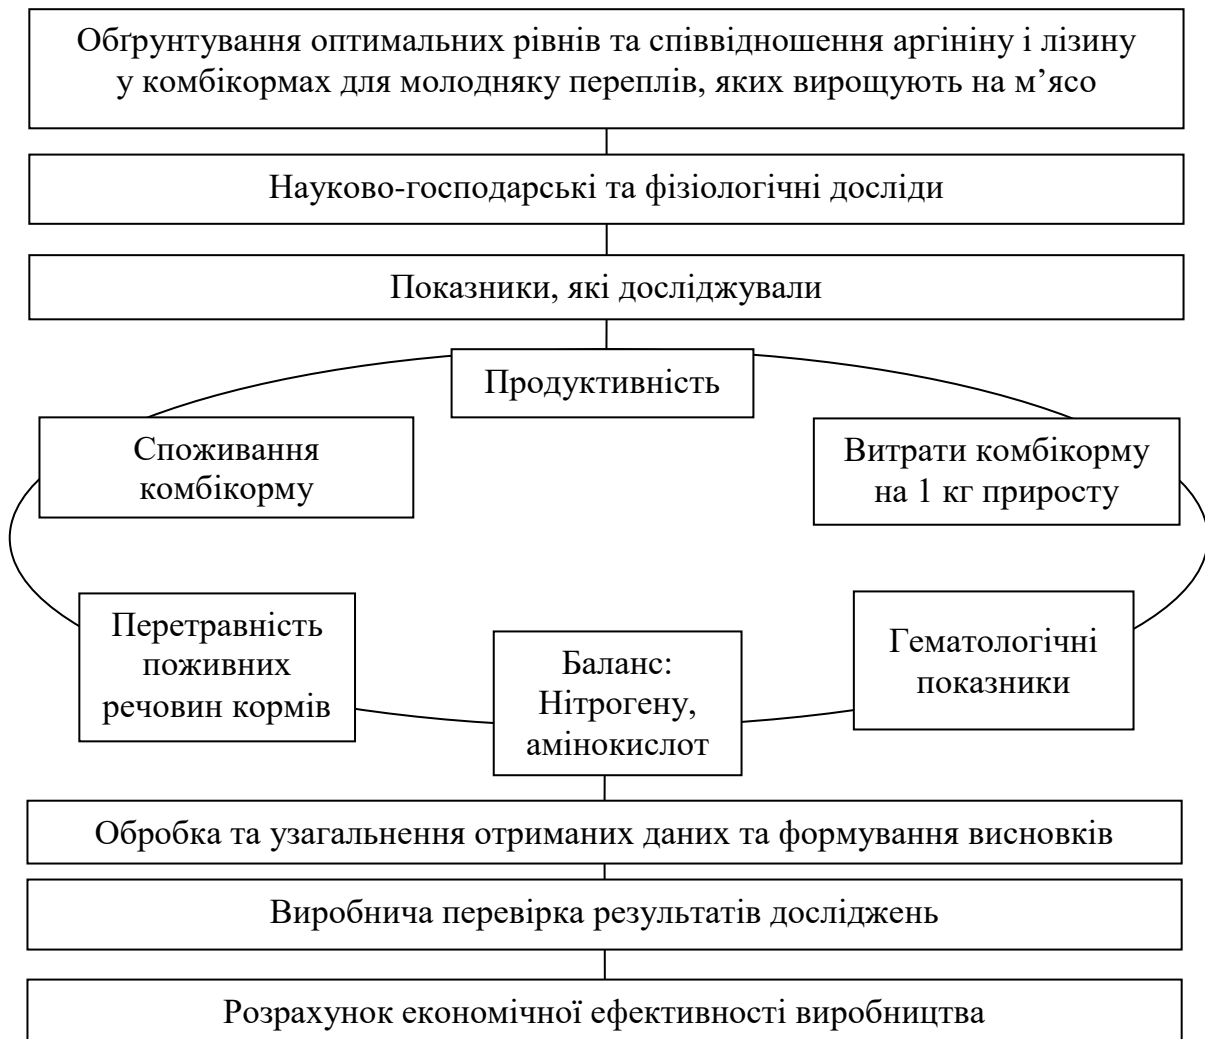 Обґрунтування оптимальних рівнів та співвідношення аргініну і лізину
у комбікормах для молодняку переплів, яких вирощують на м’ясо
Науково-господарські та фізіологічні досліди
Показники, які досліджували
Продуктивність
Споживання
комбікорму
Витрати комбікорму
на 1 кг приросту
Перетравність
поживних
речовин кормів
Баланс:
Нітрогену,
амінокислот
Гематологічні
показники
Обробка та узагальнення отриманих даних та формування висновків
Виробнича перевірка результатів досліджень
Розрахунок економічної ефективності виробництва